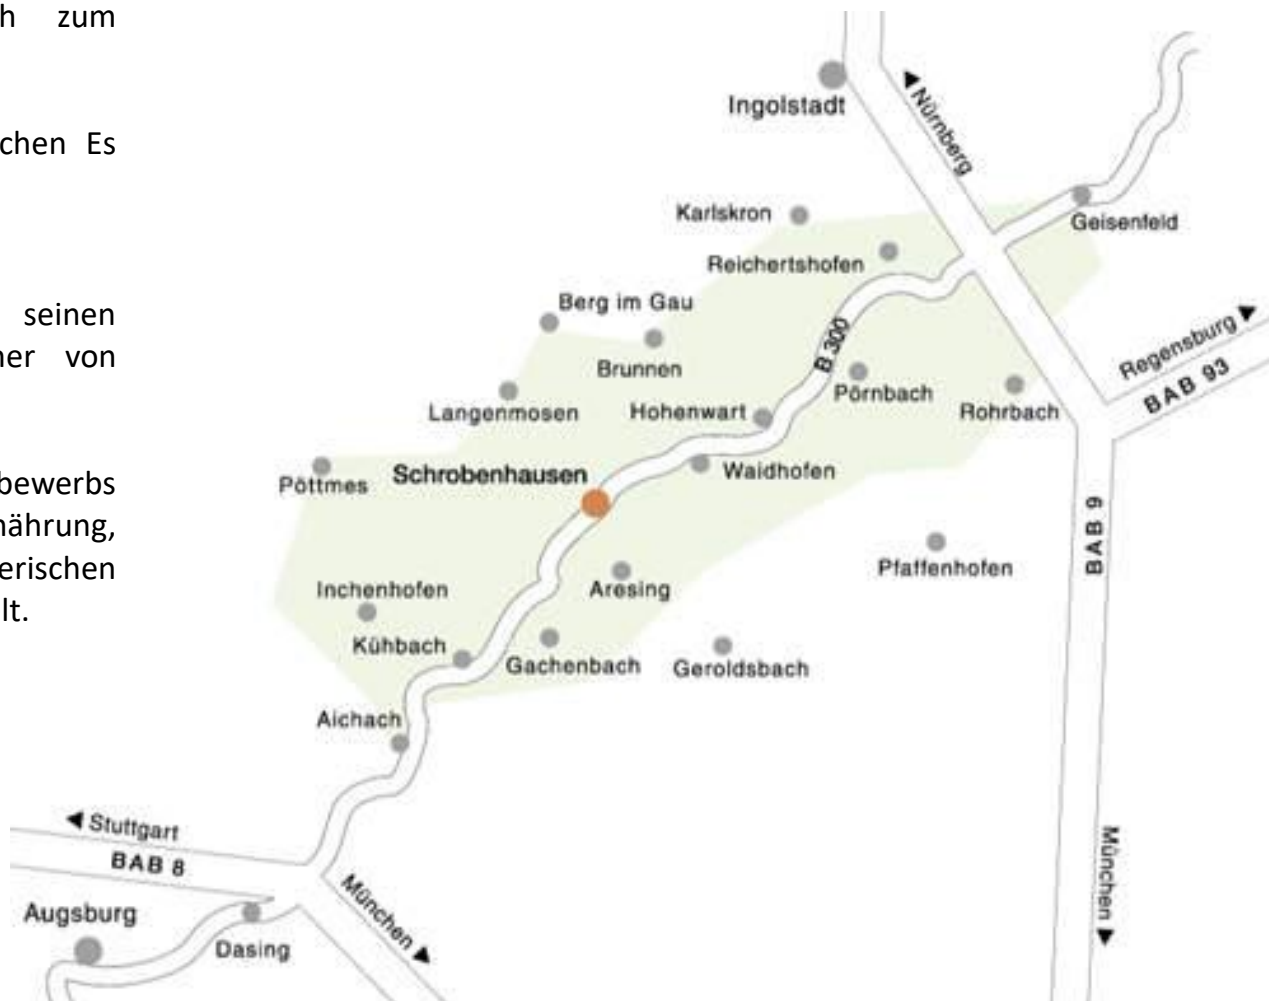 h zum
chen Es
seinen
ner von
bewerbs
nährung,
erischen
lt.
Ingolstadt
Nürnberg
Karlskron
Geisenfeld
Reichertshofen
Berg im Gau
Brunnen
B 300
Regensburg
BAB 93
Langenmosen
Hohenwart
Pörnbach
Rohrbach
Schrobenhausen
Waidhofen
Pöttmes
BAB 9
Pfaffenhofen
Aresing
Inchenhofen
Kühbach
Gachenbach
Geroldsbach
Aichach
Stuttgart
BAB 8
München
München
Augsburg
Dasing